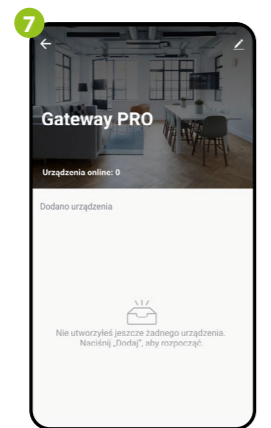 7
Gateway PRO
Urządzenia online: 0
Dodano urządzenia
Nie utworzyłeś jeszcze żadnego urządzenia.
Naciśnij „Dodaj”, aby rozpocząć.